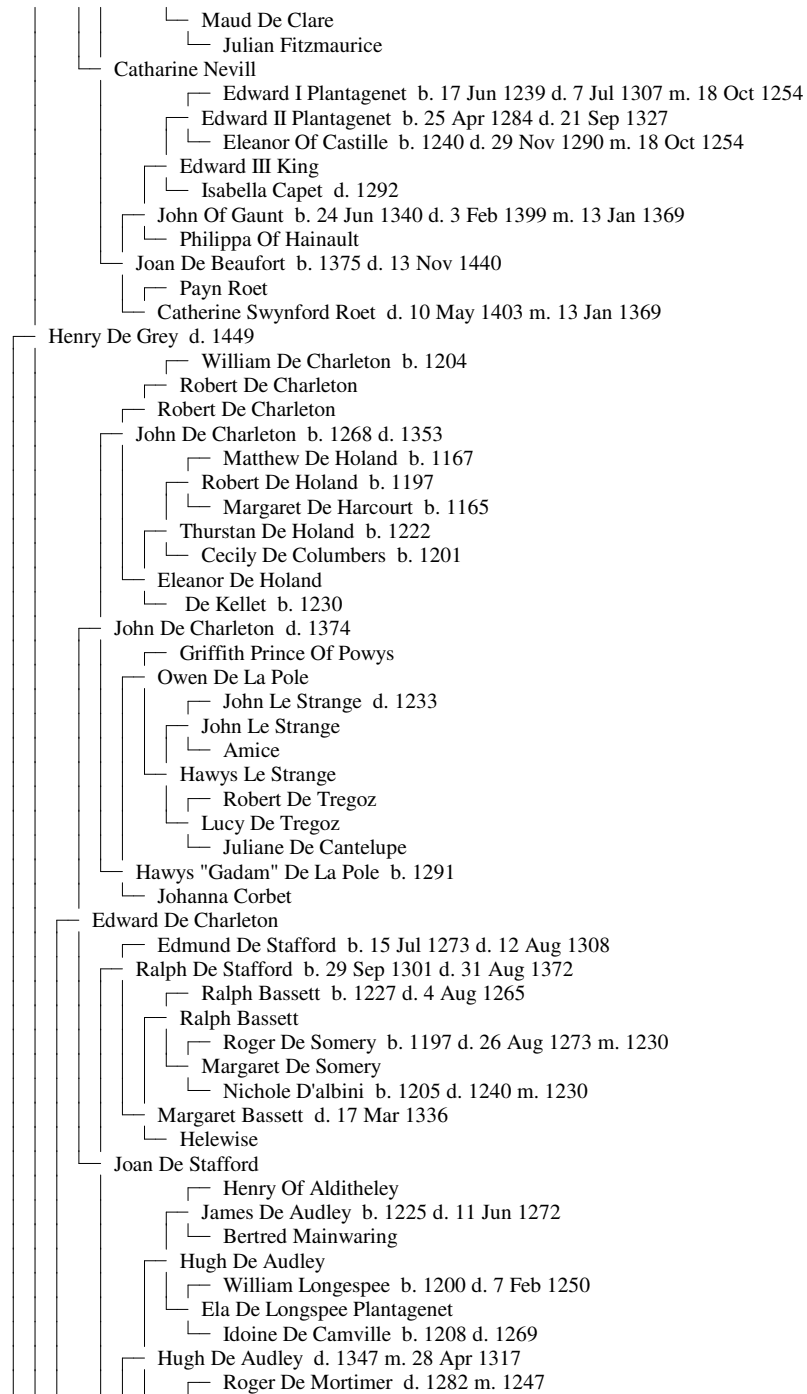 Maud De Clare
Julian Fitzmaurice
Catharine Nevill
Edward I Plantagenet b. 17 Jun 1239 d. 7 Jul 1307 m. 18 Oct 1254
Edward II Plantagenet b. 25 Apr 1284 d. 21 Sep 1327
Eleanor Of Castille b. 1240 d. 29 Nov 1290 m. 18 Oct 1254
Edward III King
Isabella Capet d. 1292
John Of Gaunt b. 24 Jun 1340 d. 3 Feb 1399 m. 13 Jan 1369
Philippa Of Hainault
Joan De Beaufort b. 1375 d. 13 Nov 1440
Payn Roet
Catherine Swynford Roet d. 10 May 1403 m. 13 Jan 1369
Henry De Grey d. 1449
William De Charleton b. 1204
Robert De Charleton
Robert De Charleton
John De Charleton b. 1268 d. 1353
Matthew De Holand b. 1167
Robert De Holand b. 1197
Margaret De Harcourt b. 1165
Thurstan De Holand b. 1222
Cecily De Columbers b. 1201
Eleanor De Holand
De Kellet b. 1230
John De Charleton d. 1374
Griffith Prince Of Powys
Owen De La Pole
John Le Strange d. 1233
John Le Strange
Amice
Hawys Le Strange
Robert De Tregoz
Lucy De Tregoz
Juliane De Cantelupe
Hawys "Gadam" De La Pole b. 1291
Johanna Corbet
Edward De Charleton
Edmund De Stafford b. 15 Jul 1273 d. 12 Aug 1308
Ralph De Stafford b. 29 Sep 1301 d. 31 Aug 1372
Ralph Bassett b. 1227 d. 4 Aug 1265
Ralph Bassett
Roger De Somery b. 1197 d. 26 Aug 1273 m. 1230
Margaret De Somery
Nichole D'albini b. 1205 d. 1240 m. 1230
Margaret Bassett d. 17 Mar 1336
Helewise
Joan De Stafford
Henry Of Alditheley
James De Audley b. 1225 d. 11 Jun 1272
Bertred Mainwaring
Hugh De Audley
William Longespee b. 1200 d. 7 Feb 1250
Ela De Longspee Plantagenet
Idoine De Camville b. 1208 d. 1269
Hugh De Audley d. 1347 m. 28 Apr 1317
Roger De Mortimer d. 1282 m. 1247